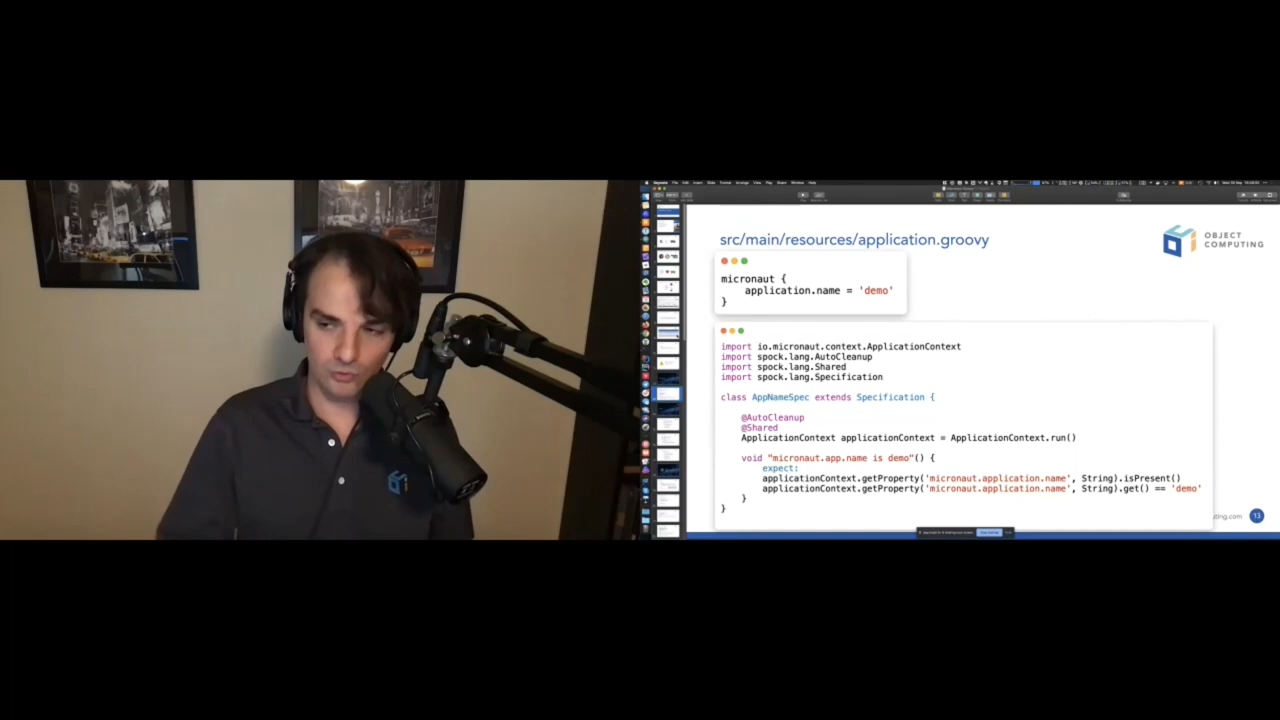 src/main/resources/application.groovy
OBJECT
COMPUTING
micronaut {
application.name = 'demo'
}
import io.micronaut.context.ApplicationContext
import spock.lang.AutoCleanup
import spock.lang.Shared
import spock.lang.Specification
class AppNameSpec extends Specification {
@AutoCleanup
@Shared
ApplicationContext applicationContext = ApplicationContext.run()
void "micronaut.app.name is demo"() {
expect:
applicationContext.getProperty('micronaut.application.name', String).isPresent()
applicationContext.getProperty('micronaut.application.name', String).get() == 'demo'
}
}
13